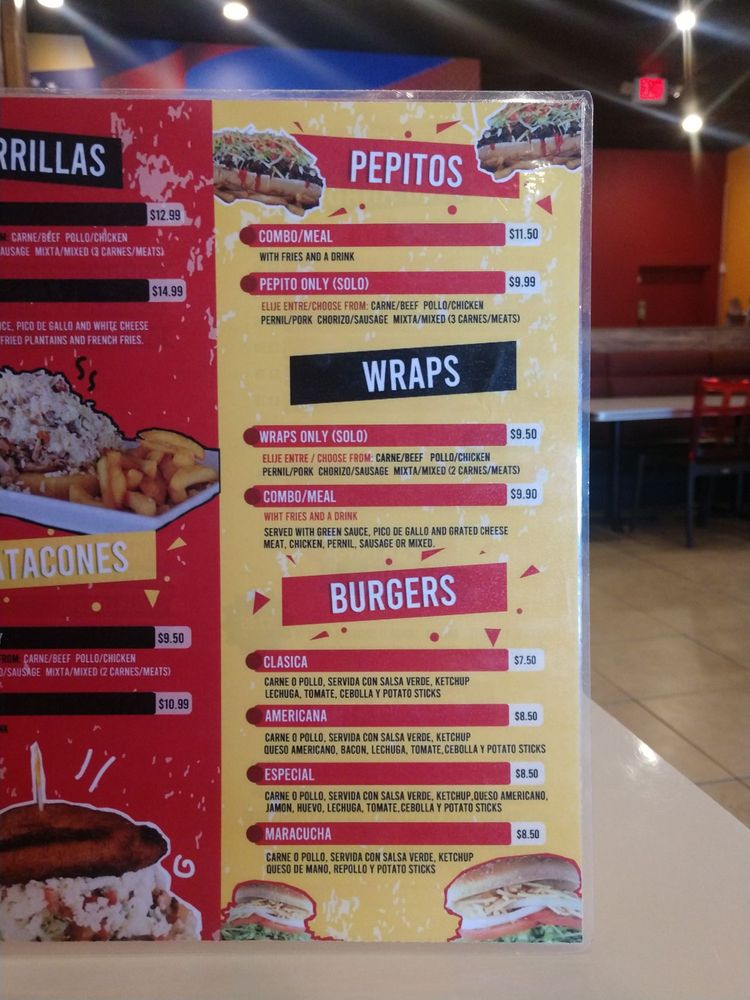 RRILLAS
$12.99
CARNE/BEEF POLLO/CHICKEN
AUSAGE MIXTA/MIXED (3 CARNES/MEATS)
$14.99
CE, PICO DE GALLO AND WHITE CHEESE
FRIED PLANTAINS AND FRENCH FRIES.
ATACONES
$9.50
FROM: CARNE/BEEF POLLO/CHICKEN
O/SAUSAGE MIXTA/MIXED (2 CARNES/MEATS)
$10.99
PEPITOS
COMBO/MEAL $11.50
WITH FRIES AND A DRINK
PEPITO ONLY (SOLO) $9.99
ELIJE ENTRE/CHOOSE FROM: CARNE/BEEF POLLO/CHICKEN
PERNIL/PORK CHORIZO/SAUSAGE MIXTA/MIXED (3 CARNES/MEATS)
WRAPS
WRAPS ONLY (SOLO) $9.50
ELIJE ENTRE / CHOOSE FROM: CARNE/BEEF POLLO/CHICKEN
PERNIL/PORK CHORIZO/SAUSAGE MIXTA/MIXED (2 CARNES/MEATS)
COMBO/MEAL $9.90
WIHT FRIES AND A DRINK
SERVED WITH GREEN SAUCE, PICO DE GALLO AND GRATED CHEESE
MEAT, CHICKEN, PERNIL, SAUSAGE OR MIXED.
BURGERS
CLASICA $7.50
CARNE O POLLO, SERVIDA CON SALSA VERDE, KETCHUP
LECHUGA, TOMATE, CEBOLLA Y POTATO STICKS
AMERICANA $8.50
CARNE O POLLO, SERVIDA CON SALSA VERDE, KETCHUP
QUESO AMERICANO, BACON, LECHUGA, TOMATE,CEBOLLA Y POTATO STICKS
ESPECIAL $8.50
CARNE O POLLO, SERVIDA CON SALSA VERDE, KETCHUP,QUESO AMERICANO,
JAMON, HUEVO, LECHUGA, TOMATE,CEBOLLA Y POTATO STICKS
MARACUCHA $8.50
CARNE O POLLO, SERVIDA CON SALSA VERDE, KETCHUP
QUESO DE MANO, REPOLLO Y POTATO STICKS